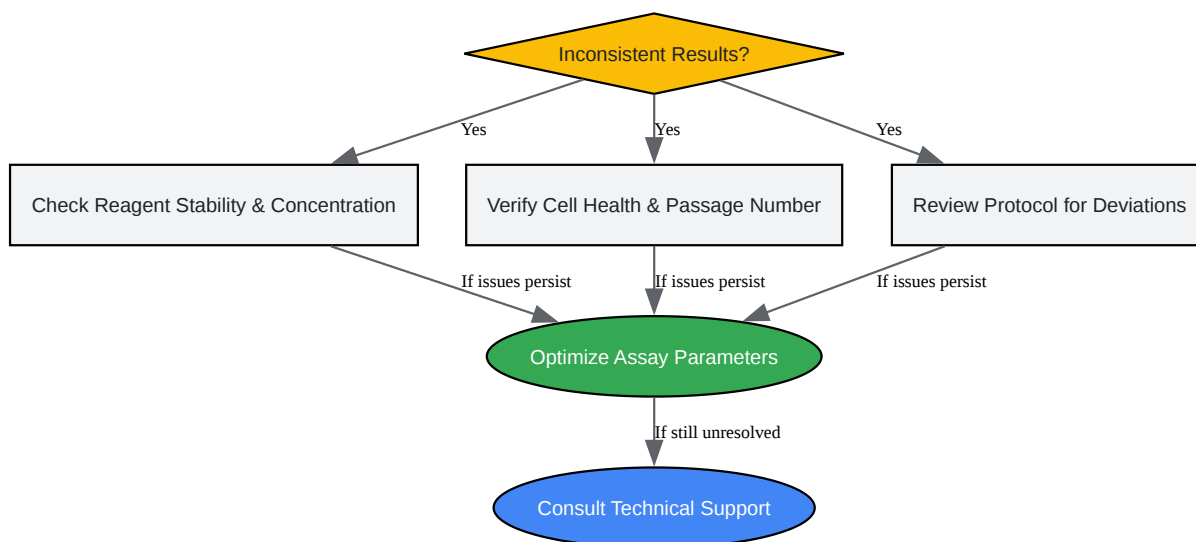 Inconsistent Results?
Yes
Yes
Yes
Check Reagent Stability & Concentration
Verify Cell Health & Passage Number
Review Protocol for Deviations
If issues persist
If issues persist
If issues persist
Optimize Assay Parameters
If still unresolved
Consult Technical Support